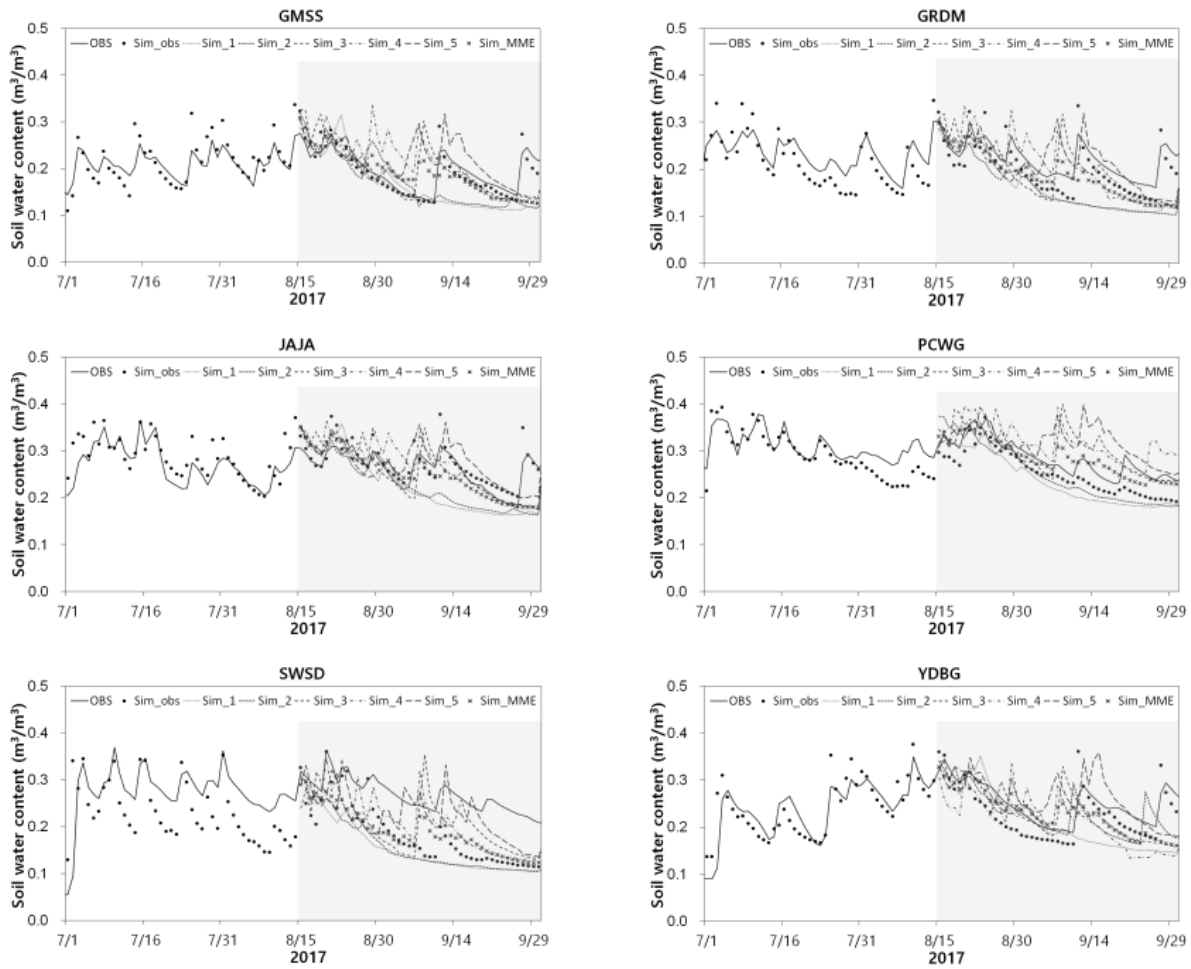 GMSS
OBS Sim_obs Sim_1 Sim_2 Sim_3 Sim_4 Sim_5 Sim_MME
Soil water content (m³/m³)
0.5
0.4
0.3
0.2
0.1
0.0
7/1 7/16 7/31 8/15 8/30 9/14 9/29
2017
GRDM
OBS Sim_obs Sim_1 Sim_2 Sim_3 Sim_4 Sim_5 Sim_MME
Soil water content (m³/m³)
0.5
0.4
0.3
0.2
0.1
0.0
7/1 7/16 7/31 8/15 8/30 9/14 9/29
2017
JAJA
OBS Sim_obs Sim_1 Sim_2 Sim_3 Sim_4 Sim_5 Sim_MME
Soil water content (m³/m³)
0.5
0.4
0.3
0.2
0.1
0.0
7/1 7/16 7/31 8/15 8/30 9/14 9/29
2017
PCWG
OBS Sim_obs Sim_1 Sim_2 Sim_3 Sim_4 Sim_5 Sim_MME
Soil water content (m³/m³)
0.5
0.4
0.3
0.2
0.1
0.0
7/1 7/16 7/31 8/15 8/30 9/14 9/29
2017
SWSD
OBS Sim_obs Sim_1 Sim_2 Sim_3 Sim_4 Sim_5 Sim_MME
Soil water content (m³/m³)
0.5
0.4
0.3
0.2
0.1
0.0
7/1 7/16 7/31 8/15 8/30 9/14 9/29
2017
YDBG
OBS Sim_obs Sim_1 Sim_2 Sim_3 Sim_4 Sim_5 Sim_MME
Soil water content (m³/m³)
0.5
0.4
0.3
0.2
0.1
0.0
7/1 7/16 7/31 8/15 8/30 9/14 9/29
2017